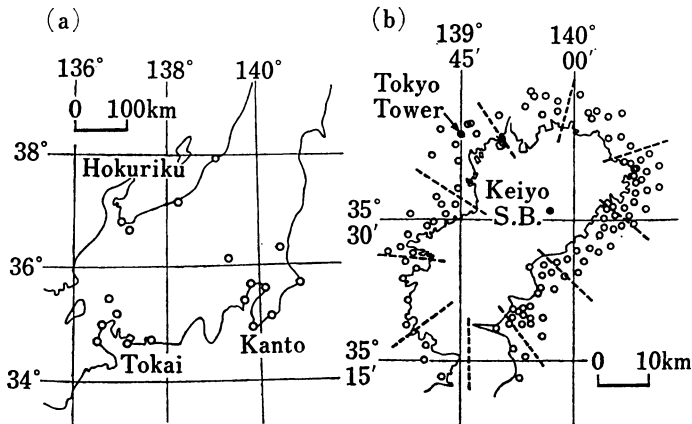 (a)
136° 138° 140°
0 100km
38°
Hokuriku
36°
Tokai
Kanto
34°
(b)
139° 45′
140° 00′
Tokyo
Tower
Keiyo
S.B.
35° 30′
35° 15′
0 10km